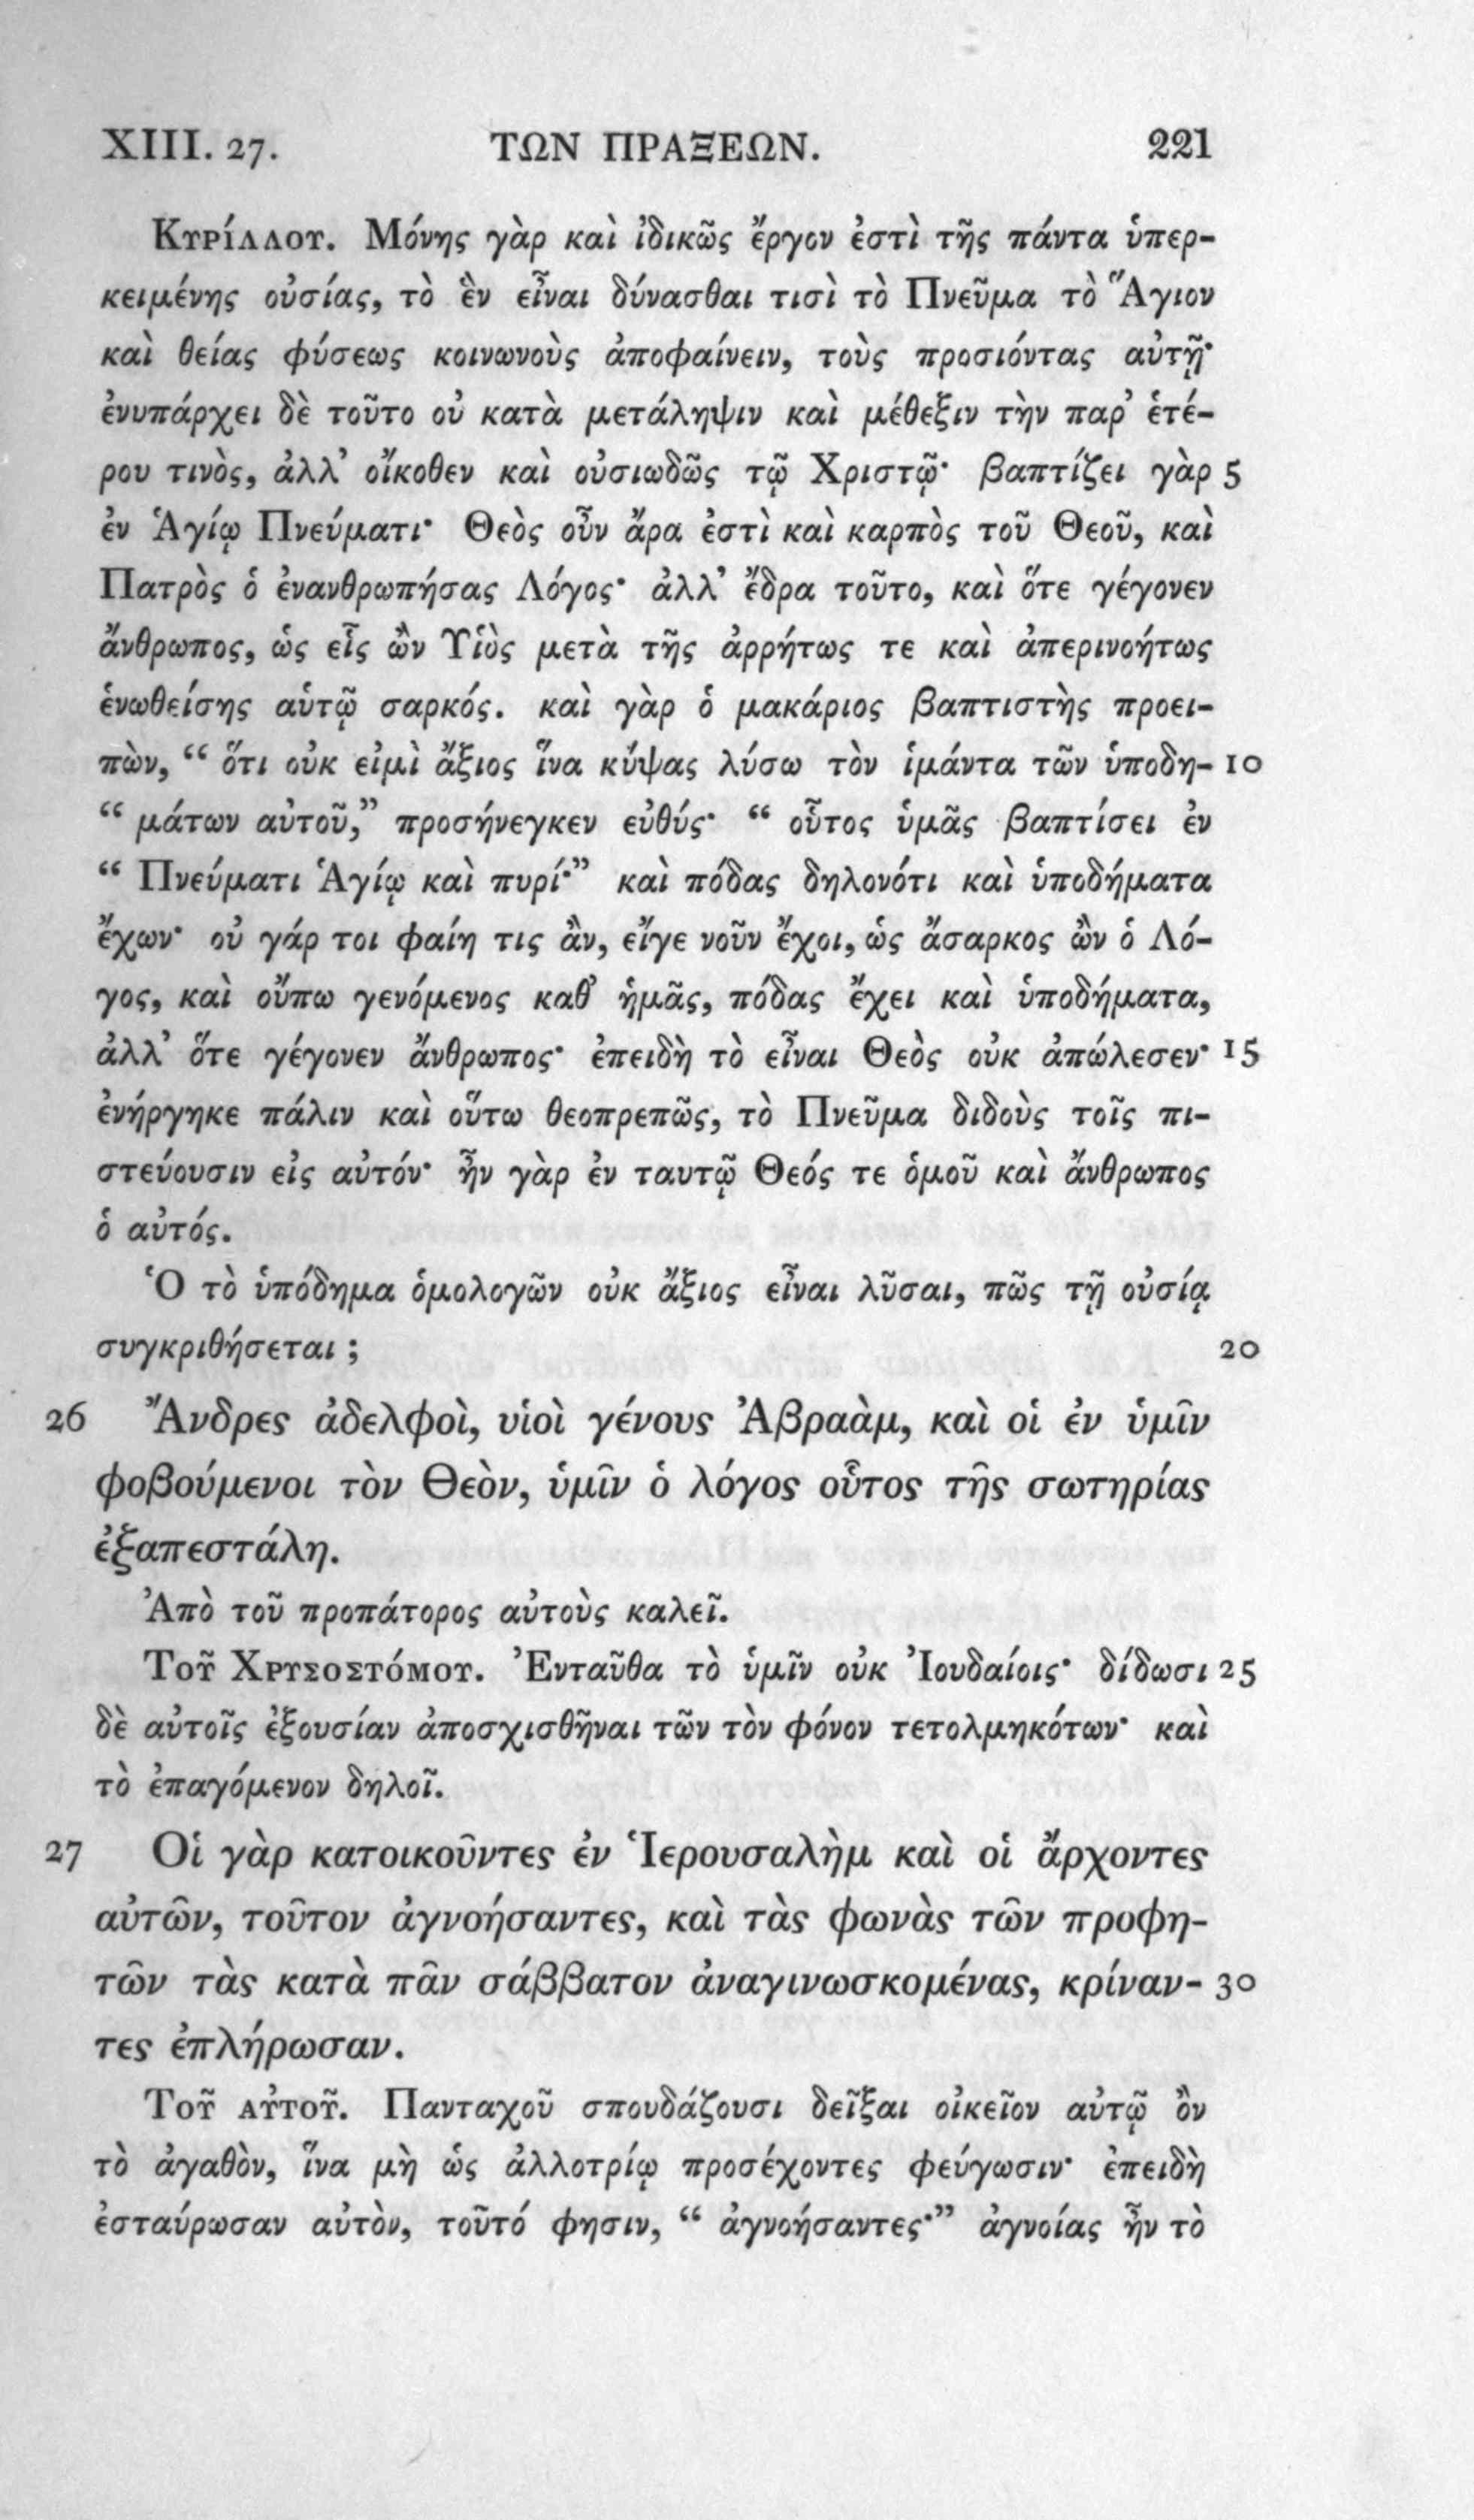 XIII. 27. ΤΩΝ ΠΡΑΞΕΩΝ. 221
Κυρίλλου. Μόνης γὰρ καὶ ἰδικῶς ἔργον ἐστὶ τῆς πάντα ὑπερ-
κειμένης οὐσίας, τὸ ἒν εἶναι δύνασθαι τισὶ τὸ Πνεῦμα τὸ Ἅγιον
καὶ θείας φύσεως κοινωνοὺς ἀποφαίνειν, τοὺς προσιόντας αὐτῇ·
ἐνυπάρχει δὲ τοῦτο οὐ κατὰ μετάληψιν καὶ μέθεξιν τὴν παρ’ ἑτέ-
ρου τινὸς, ἀλλ’ οἴκοθεν καὶ οὐσιωδῶς τῷ Χριστῷ· βαπτίζει γὰρ 5
ἐν Ἁγίῳ Πνεύματι· Θεὸς οὖν ἄρα ἐστὶ καὶ καρπὸς τοῦ Θεοῦ, καὶ
Πατρὸς ὁ ἐνανθρωπήσας Λόγος· ἀλλ’ ἔδρα τοῦτο, καὶ ὅτε γέγονεν
ἄνθρωπος, ὡς εἷς ὢν Υἱὸς μετὰ τῆς ἀρρήτως τε καὶ ἀπερινοήτως
ἑνωθείσης αὑτῷ σαρκός. καὶ γὰρ ὁ μακάριος βαπτιστὴς προει-
πὼν, “ ὅτι οὐκ εἰμὶ ἄξιος ἵνα κύψας λύσω τὸν ἱμάντα τῶν ὑποδη- 10
“ μάτων αὐτοῦ,” προσήνεγκεν εὐθύς· “ οὗτος ὑμᾶς βαπτίσει ἐν
“ Πνεύματι Ἁγίῳ καὶ πυρί·” καὶ πόδας δηλονότι καὶ ὑποδήματα
ἔχων· οὐ γάρ τοι φαίη τις ἂν, εἴγε νοῦν ἔχοι, ὡς ἄσαρκος ὢν ὁ Λό-
γος, καὶ οὔπω γενόμενος καθ’ ἡμᾶς, πόδας ἔχει καὶ ὑποδήματα,
ἀλλ’ ὅτε γέγονεν ἄνθρωπος· ἐπειδὴ τὸ εἶναι Θεὸς οὐκ ἀπώλεσεν· 15
ἐνήργηκε πάλιν καὶ οὕτω θεοπρεπῶς, τὸ Πνεῦμα διδοὺς τοῖς πι-
στεύουσιν εἰς αὐτόν· ἦν γὰρ ἐν ταυτῷ Θεός τε ὁμοῦ καὶ ἄνθρωπος
ὁ αὐτός.
Ὁ τὸ ὑπόδημα ὁμολογῶν οὐκ ἄξιος εἶναι λῦσαι, πῶς τῇ οὐσίᾳ
συγκριθήσεται ; 20
26 Ἄνδρες ἀδελφοὶ, υἱοὶ γένους Ἀβραὰμ, καὶ οἱ ἐν ὑμῖν
φοβούμενοι τὸν Θεὸν, ὑμῖν ὁ λόγος οὗτος τῆς σωτηρίας
ἐξαπεστάλη.
Ἀπὸ τοῦ προπάτορος αὐτοὺς καλεῖ.
Τοῦ Χρυσοστόμου. Ἐνταῦθα τὸ ὑμῖν οὐκ Ἰουδαίοις· δίδωσι 25
δὲ αὐτοῖς ἐξουσίαν ἀποσχισθῆναι τῶν τὸν φόνον τετολμηκότων· καὶ
τὸ ἐπαγόμενον δηλοῖ.
27 Οἱ γὰρ κατοικοῦντες ἐν Ἱερουσαλὴμ καὶ οἱ ἄρχοντες
αὐτῶν, τοῦτον ἀγνοήσαντες, καὶ τὰς φωνὰς τῶν προφη-
τῶν τὰς κατὰ πᾶν σάββατον ἀναγινωσκομένας, κρίναν- 30
τες ἐπλήρωσαν.
Τοῦ αὐτοῦ. Πανταχοῦ σπουδάζουσι δεῖξαι οἰκεῖον αὐτῷ ὂν
τὸ ἀγαθὸν, ἵνα μὴ ὡς ἀλλοτρίῳ προσέχοντες φεύγωσιν· ἐπειδὴ
ἐσταύρωσαν αὐτὸν, τοῦτό φησιν, “ ἀγνοήσαντες·” ἀγνοίας ἦν τὸ